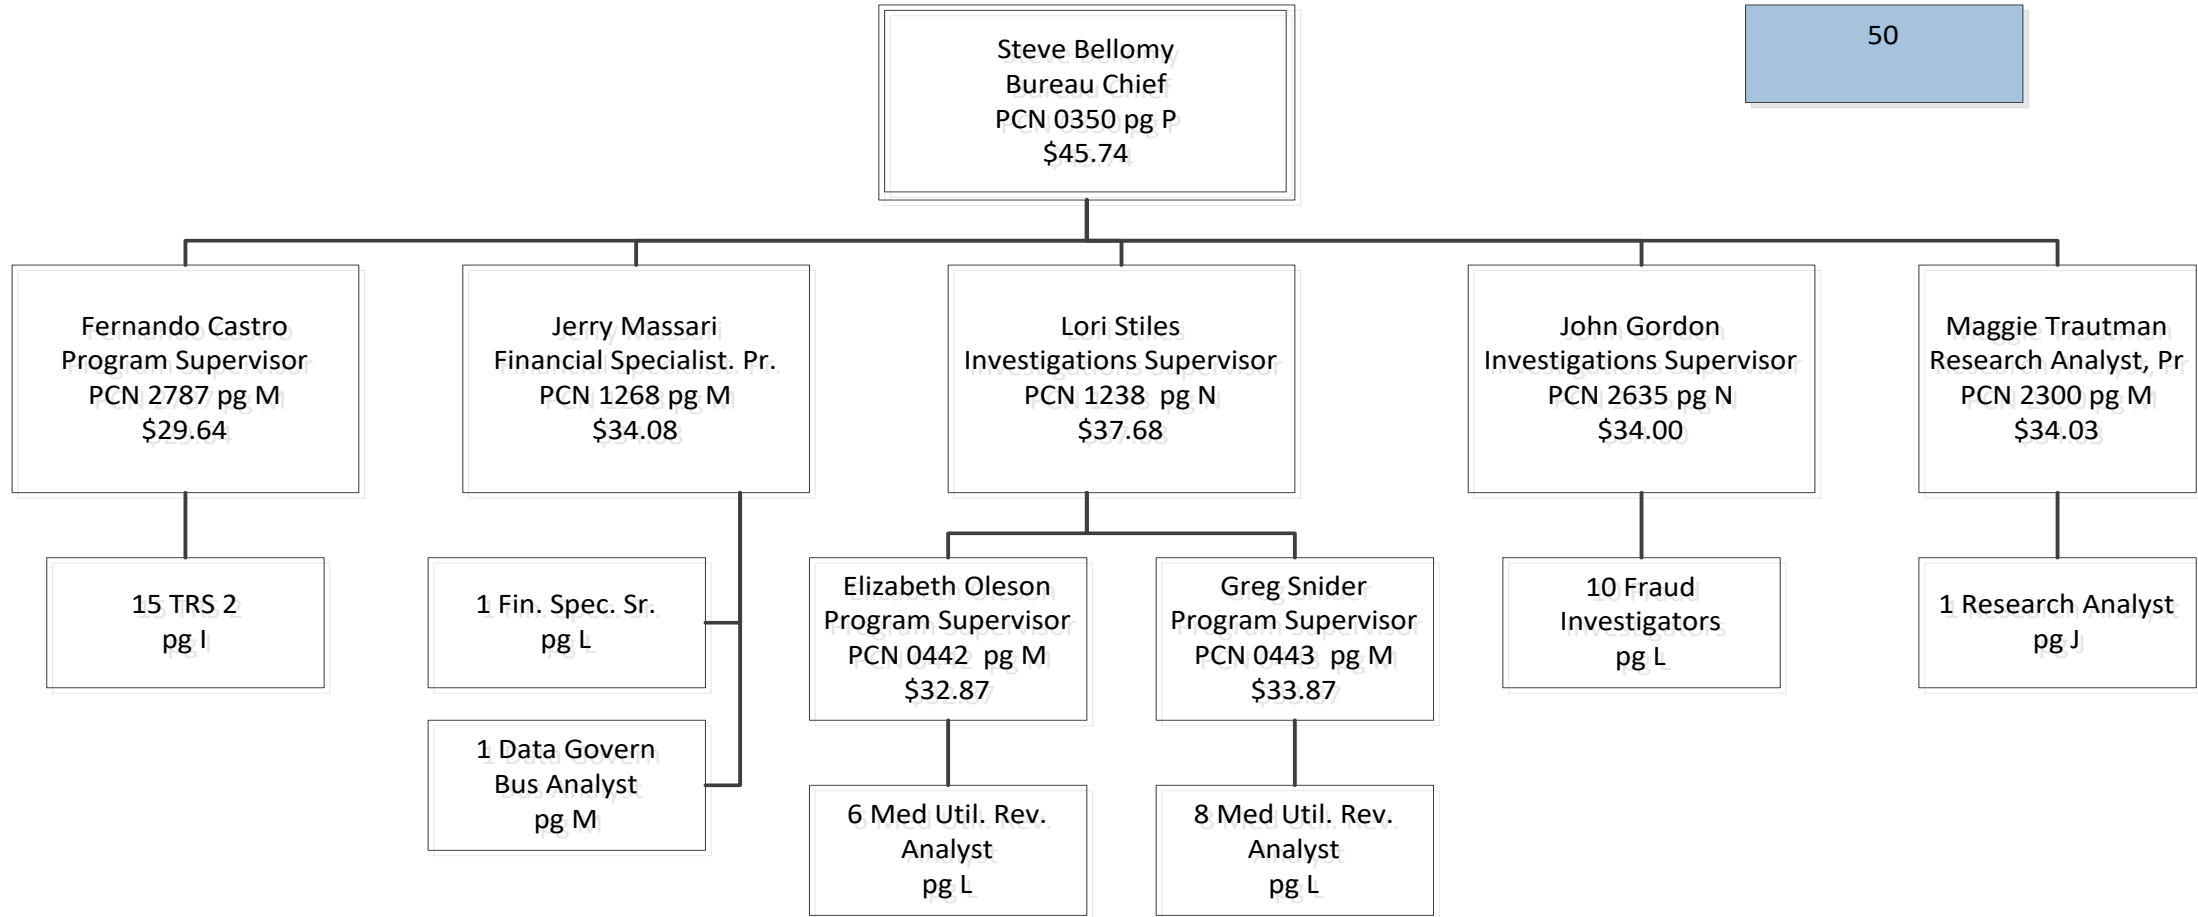 Steve Bellomy
Bureau Chief
PCN 0350 pg P
$45.74
50
Fernando Castro
Program Supervisor
PCN 2787 pg M
$29.64
Jerry Massari
Financial Specialist. Pr.
PCN 1268 pg M
$34.08
Lori Stiles
Investigations Supervisor
PCN 1238 pg N
$37.68
John Gordon
Investigations Supervisor
PCN 2635 pg N
$34.00
Maggie Trautman
Research Analyst, Pr
PCN 2300 pg M
$34.03
15 TRS 2
pg I
1 Fin. Spec. Sr.
pg L
1 Data Govern
Bus Analyst
pg M
Elizabeth Oleson
Program Supervisor
PCN 0442 pg M
$32.87
Greg Snider
Program Supervisor
PCN 0443 pg M
$33.87
10 Fraud
Investigators
pg L
1 Research Analyst
pg J
6 Med Util. Rev.
Analyst
pg L
8 Med Util. Rev.
Analyst
pg L